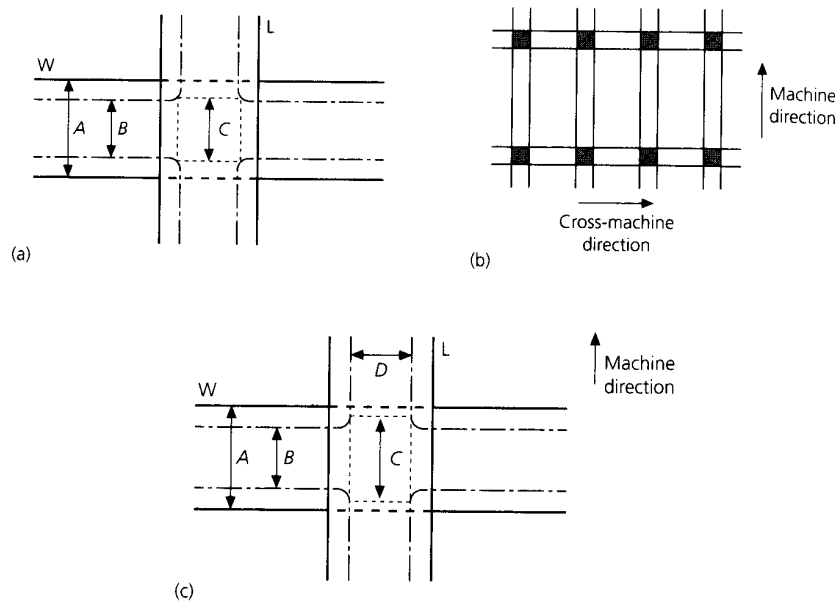 W
L
A
B
C
(a)
Machine
direction
Cross-machine
direction
(b)
W
L
D
A
B
C
Machine
direction
(c)